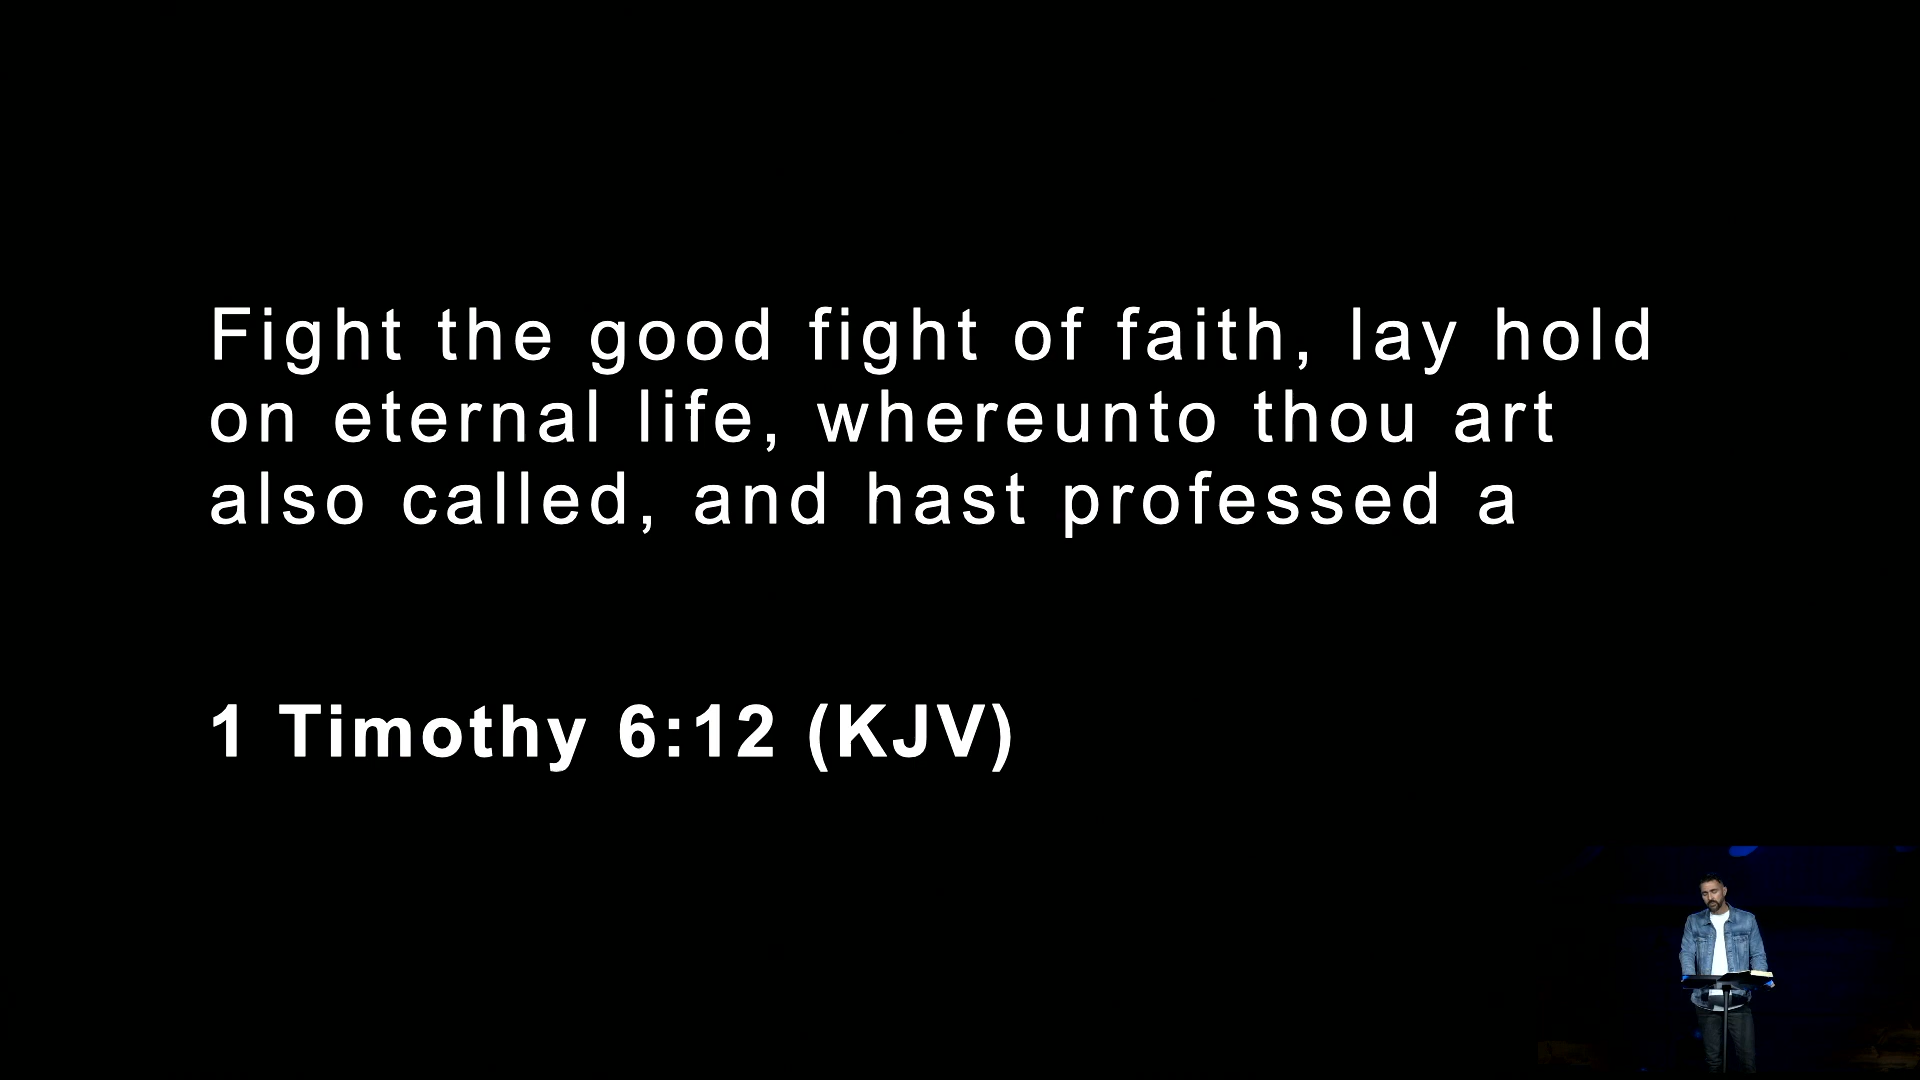 Fight the good fight of faith, lay hold
on eternal life, whereunto thou art
also called, and hast professed a
1 Timothy 6:12 (KJV)